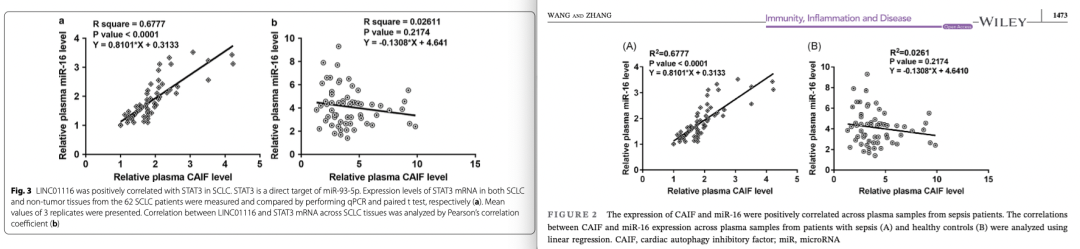 a
R square = 0.6777
P value < 0.0001
Y = 0.8101*X + 0.3133
Relative plasma miR-16 level
4
3
2
1
0
0
1
2
3
4
5
Relative plasma CAIF level
b
R square = 0.02611
P value = 0.2174
Y = -0.1308*X + 4.641
Relative plasma miR-16 level
10
8
6
4
2
0
0
5
10
15
Relative plasma CAIF level
Fig. 3 LINC01116 was positively correlated with STAT3 in SCLC. STAT3 is a direct target of miR-93-5p. Expression levels of STAT3 mRNA in both SCLC
and non-tumor tissues from the 62 SCLC patients were measured and compared by performing qPCR and paired t test, respectively (a). Mean
values of 3 replicates were presented. Correlation between LINC01116 and STAT3 mRNA across SCLC tissues was analyzed by Pearson's correlation
coefficient (b)
WANG AND ZHANG
Immunity, Inflammation and Disease
Open Access
WILEY
1473
(A)
R²=0.6777
P value < 0.0001
Y = 0.8101*X + 0.3133
Relative plasma miR-16 level
4
3
2
1
0
0
1
2
3
4
5
Relative plasma CAIF level
(B)
R²=0.0261
P value = 0.2174
Y = -0.1308*X + 4.6410
Relative plasma miR-16 level
10
8
6
4
2
0
0
5
10
15
Relative plasma CAIF level
FIGURE 2 The expression of CAIF and miR-16 were positively correlated across plasma samples from sepsis patients. The correlations
between CAIF and miR-16 expression across plasma samples from patients with sepsis (A) and healthy controls (B) were analyzed using
linear regression. CAIF, cardiac autophagy inhibitory factor; miR, microRNA